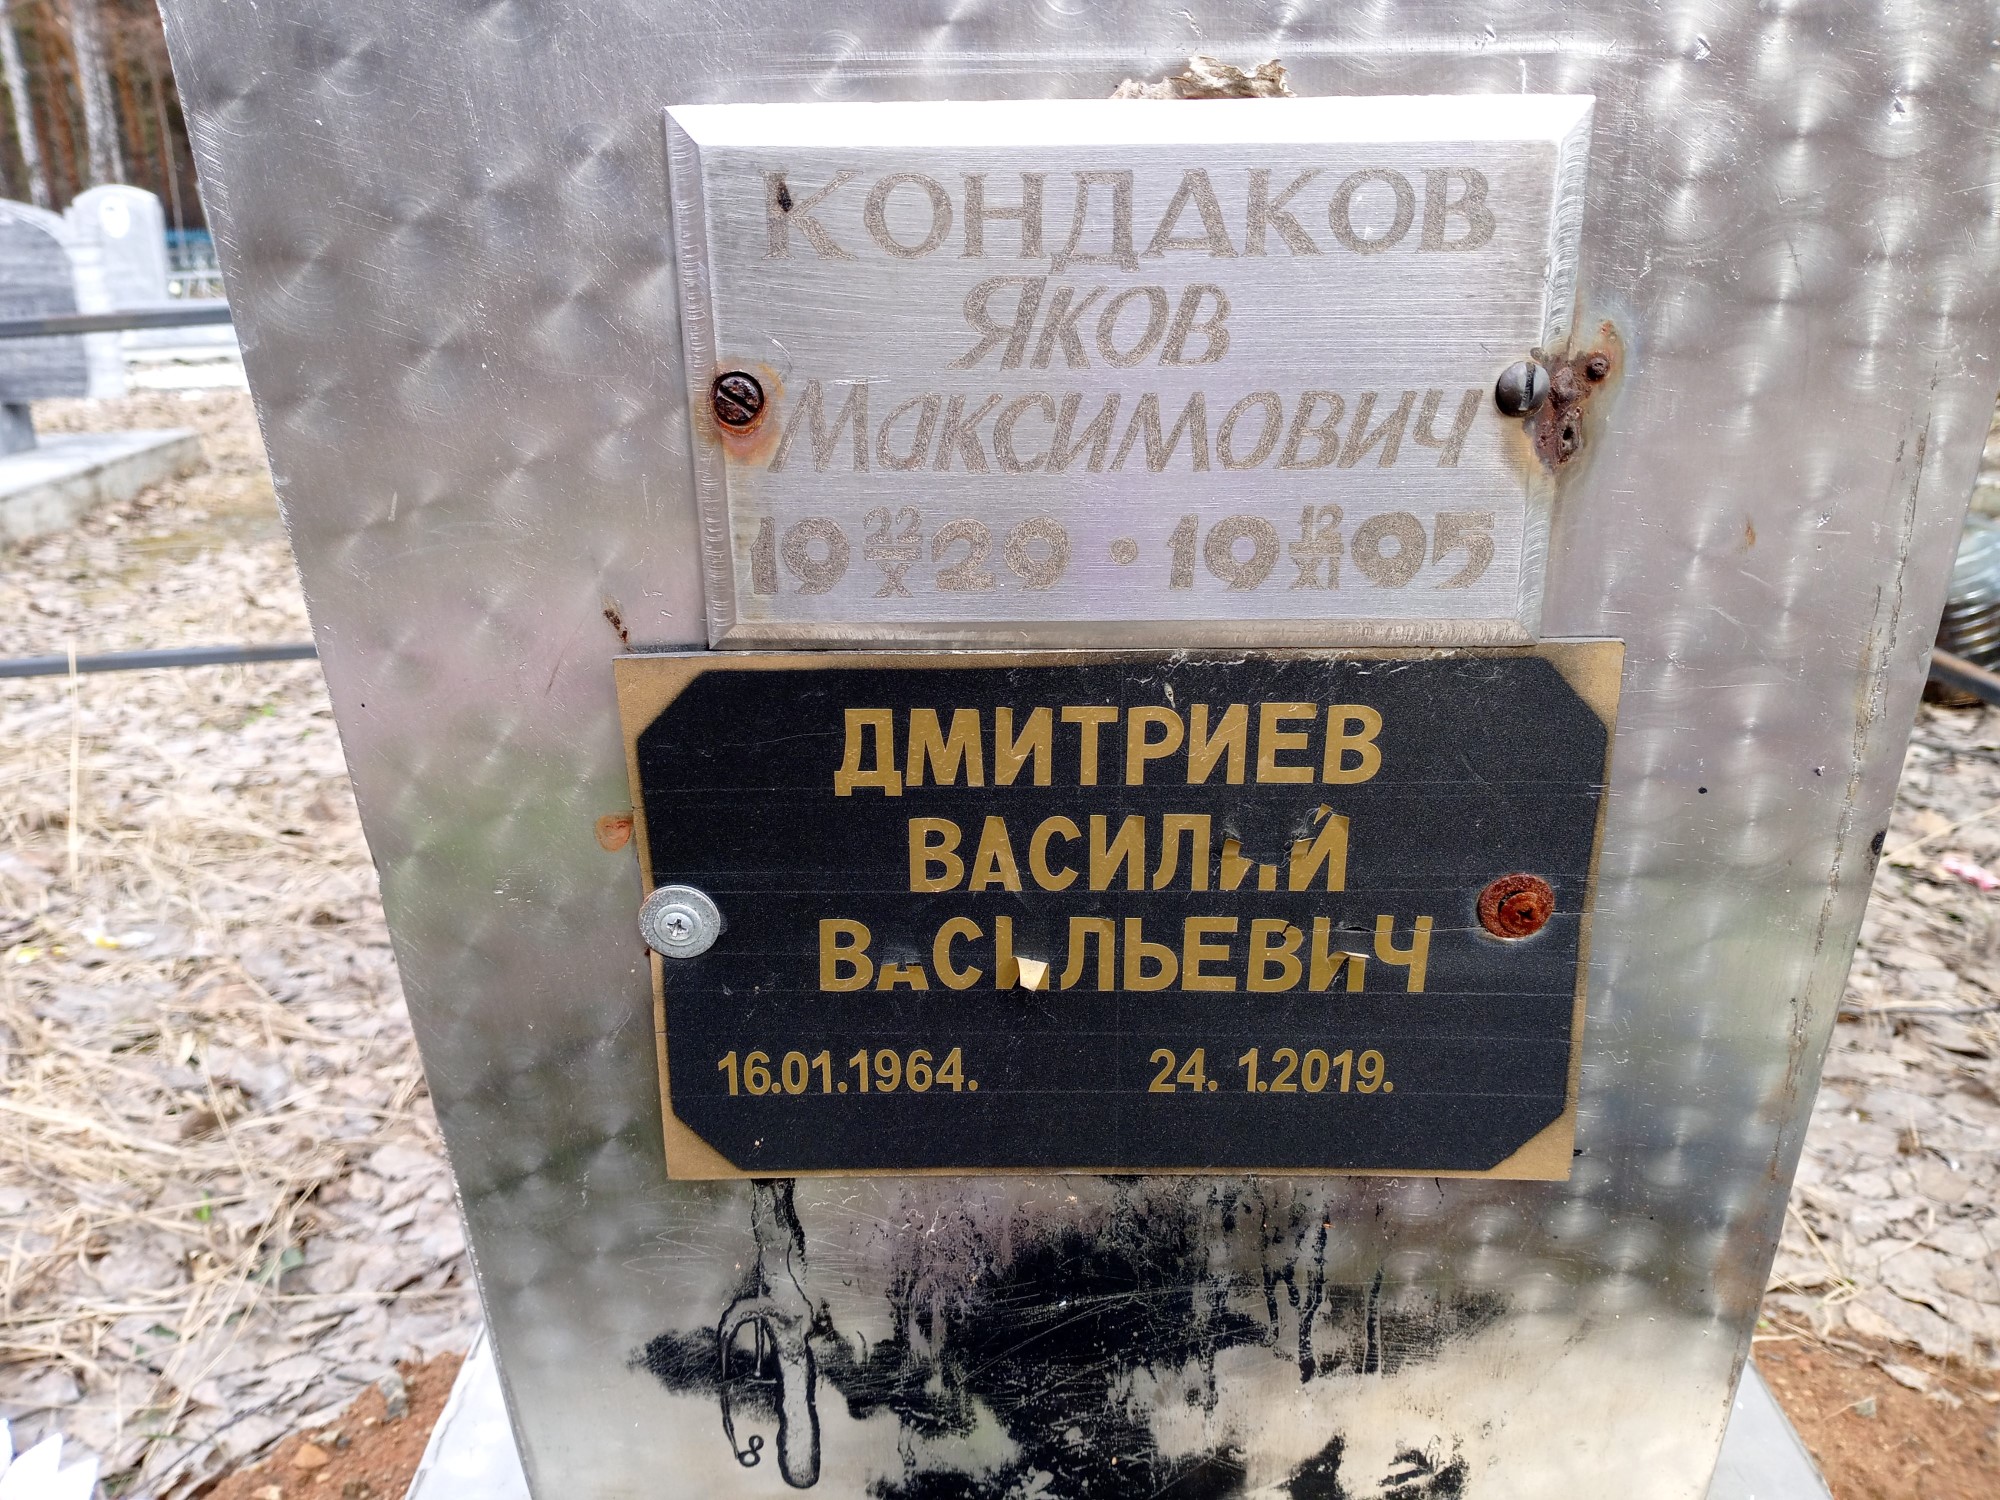 КОНДАКОВ
Яков
Максимович
19 22/X 29 • 19 12/XI 95
ДМИТРИЕВ
ВАСИЛИЙ
ВАСИЛЬЕВИЧ
16.01.1964. 24. 1.2019.